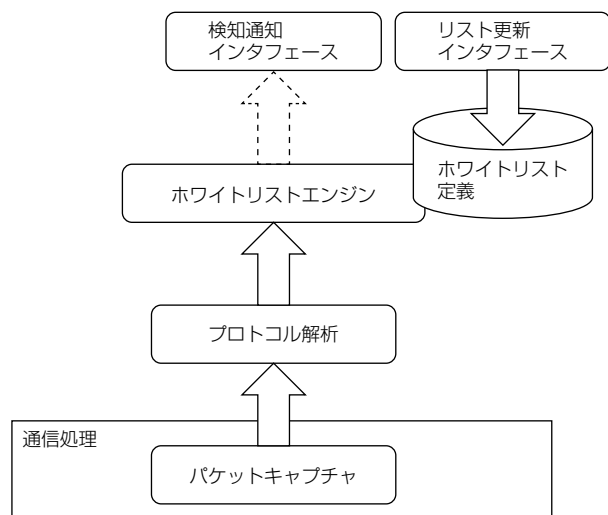 検知通知
インタフェース
リスト更新
インタフェース
ホワイトリスト
定義
ホワイトリストエンジン
プロトコル解析
通信処理
パケットキャプチャ